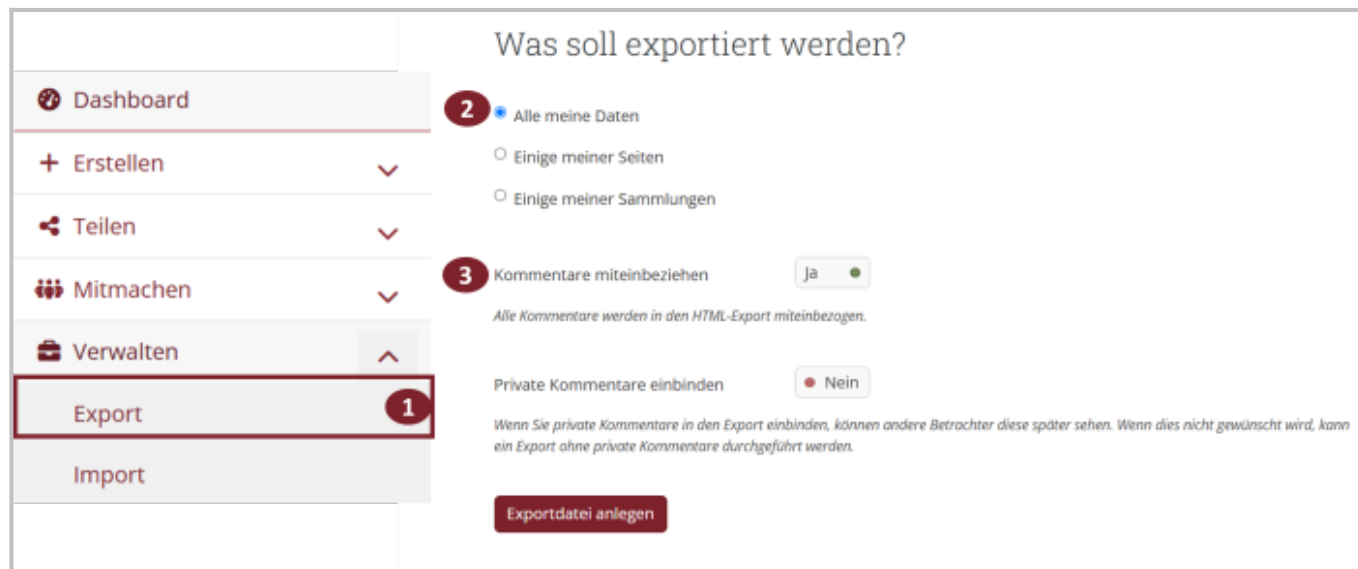 Dashboard
Erstellen
Teilen
Mitmachen
Verwalten
Export
1
Import
Was soll exportiert werden?
2
Alle meine Daten
Einige meiner Seiten
Einige meiner Sammlungen
3
Kommentare miteinbeziehen
Ja
Alle Kommentare werden in den HTML-Export miteinbezogen.
Private Kommentare einbinden
Nein
Wenn Sie private Kommentare in den Export einbinden, können andere Betrachter diese später sehen. Wenn dies nicht gewünscht wird, kann
ein Export ohne private Kommentare durchgeführt werden.
Exportdatei anlegen